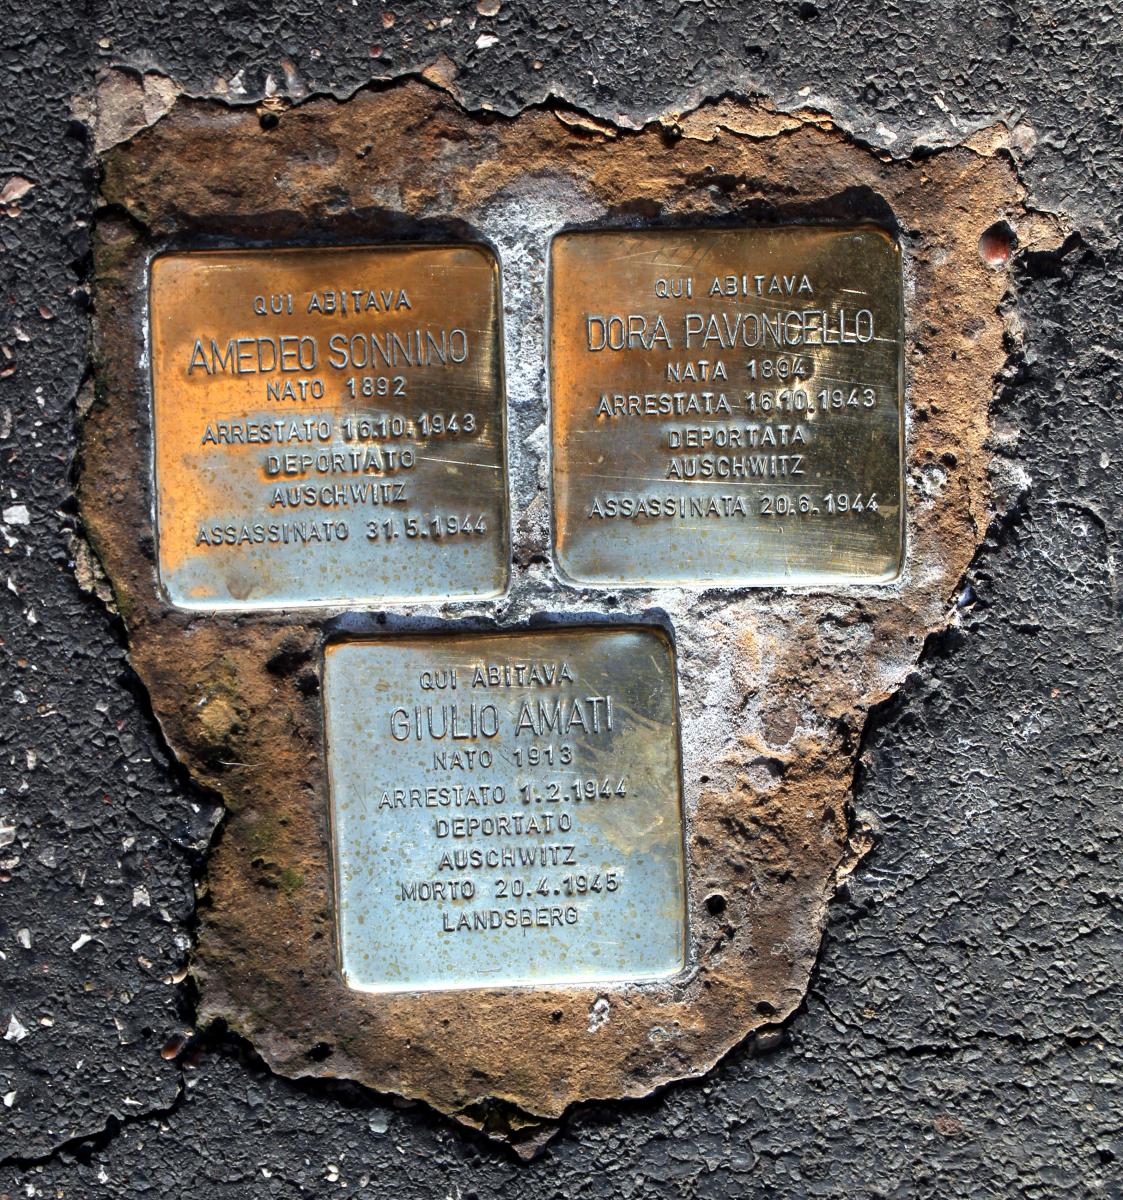 QUI ABITAVA
AMEDEO SONNINO
NATO 1892
ARRESTATO 16.10.1943
DEPORTATO
AUSCHWITZ
ASSASSINATO 31.5.1944
QUI ABITAVA
DORA PAVONCELLO
NATA 1894
ARRESTATA 16.10.1943
DEPORTATA
AUSCHWITZ
ASSASSINATA 20.6.1944
QUI ABITAVA
GIULIO AMATI
NATO 1913
ARRESTATO 1.2.1944
DEPORTATO
AUSCHWITZ
MORTO 20.4.1945
LANDSBERG